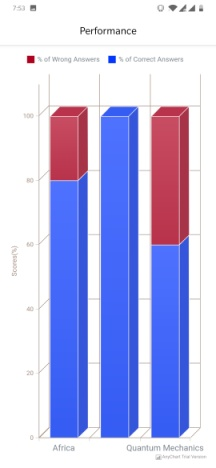 7:53
Performance
% of Wrong Answers % of Correct Answers
100
80
60
40
20
0
Scores(%)
Africa Quantum Mechanics
AnyChart Trial Version